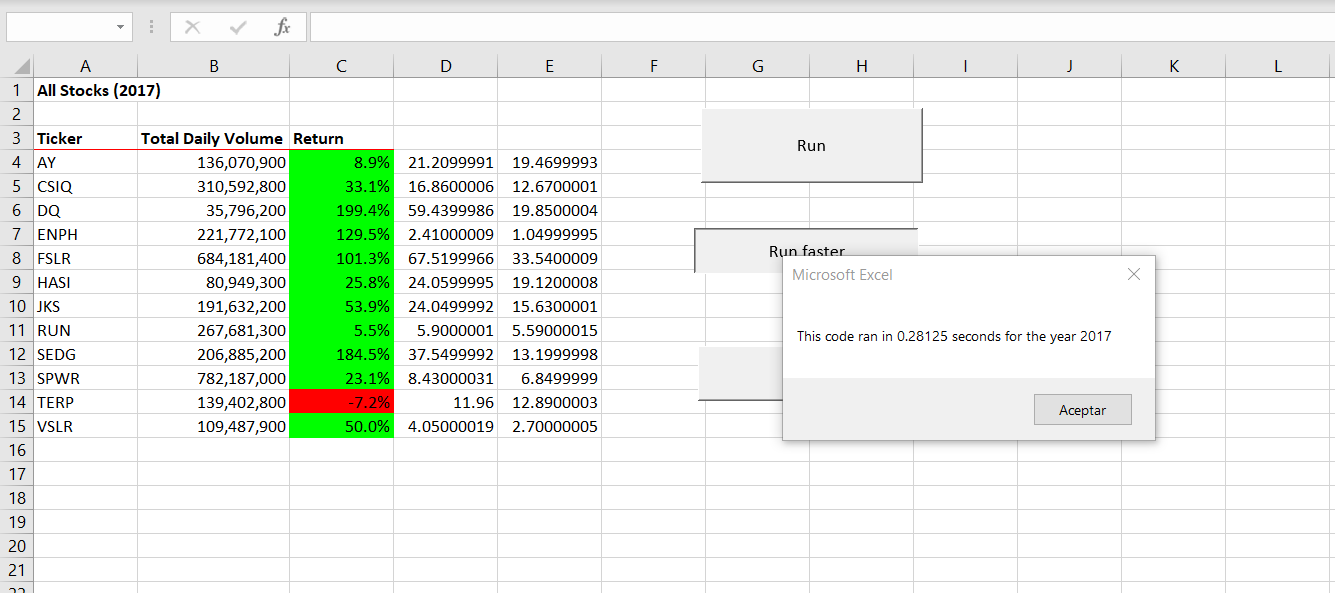 fx
A B C D E F G H I J K L
1 All Stocks (2017)
2
3 Ticker Total Daily Volume Return
4 AY 136,070,900 8.9% 21.2099991 19.4699993
5 CSIQ 310,592,800 33.1% 16.8600006 12.6700001
6 DQ 35,796,200 199.4% 59.4399986 19.8500004
7 ENPH 221,772,100 129.5% 2.41000009 1.04999995
8 FSLR 684,181,400 101.3% 67.5199966 33.5400009
9 HASI 80,949,300 25.8% 24.0599995 19.1200008
10 JKS 191,632,200 53.9% 24.0499992 15.6300001
11 RUN 267,681,300 5.5% 5.9000001 5.59000015
12 SEDG 206,885,200 184.5% 37.5499992 13.1999998
13 SPWR 782,187,000 23.1% 8.43000031 6.8499999
14 TERP 139,402,800 -7.2% 11.96 12.8900003
15 VSLR 109,487,900 50.0% 4.05000019 2.70000005
16
17
18
19
20
21
22
Run
Run faster
Microsoft Excel
This code ran in 0.28125 seconds for the year 2017
Aceptar